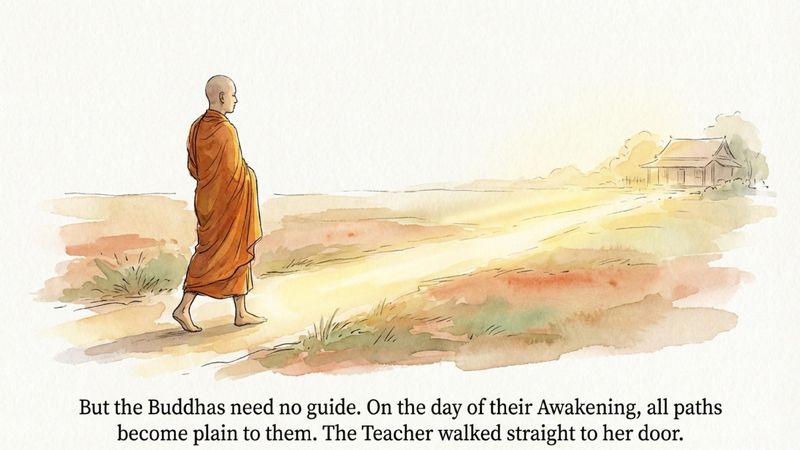 But the Buddhas need no guide. On the day of their Awakening, all paths
become plain to them. The Teacher walked straight to her door.